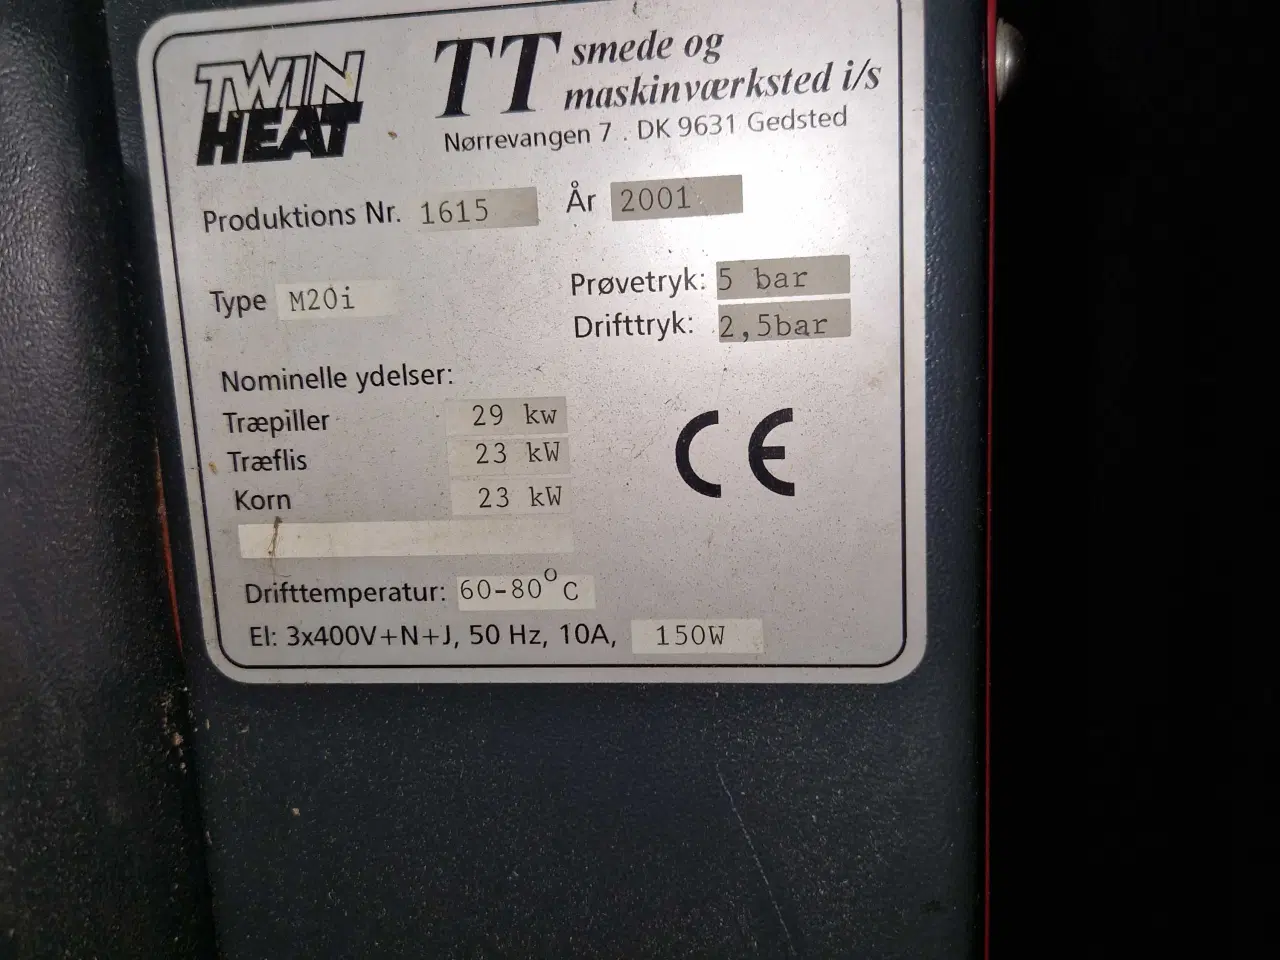 TWIN HEAT
TT smede og
maskinværksted i/s
Nørrevangen 7 . DK 9631 Gedsted
Produktions Nr. 1615 År 2001
Type M20i
Prøvetryk: 5 bar
Drifttryk: 2,5bar
Nominelle ydelser:
Træpiller 29 kw
Træflis 23 kW
Korn 23 kW
CE
Drifttemperatur: 60-80°C
El: 3x400V+N+J, 50 Hz, 10A, 150W